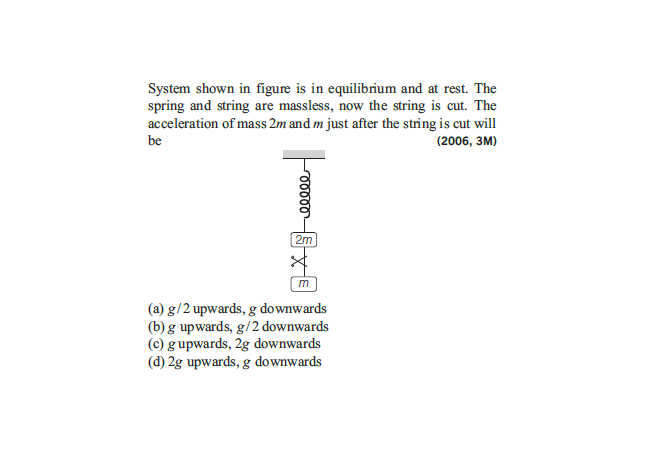 System shown in figure is in equilibrium and at rest. The
spring and string are massless, now the string is cut. The
acceleration of mass 2m and m just after the string is cut will
be (2006, 3M)
2m
m
(a) g/2 upwards, g downwards
(b) g upwards, g/2 downwards
(c) g upwards, 2g downwards
(d) 2g upwards, g downwards